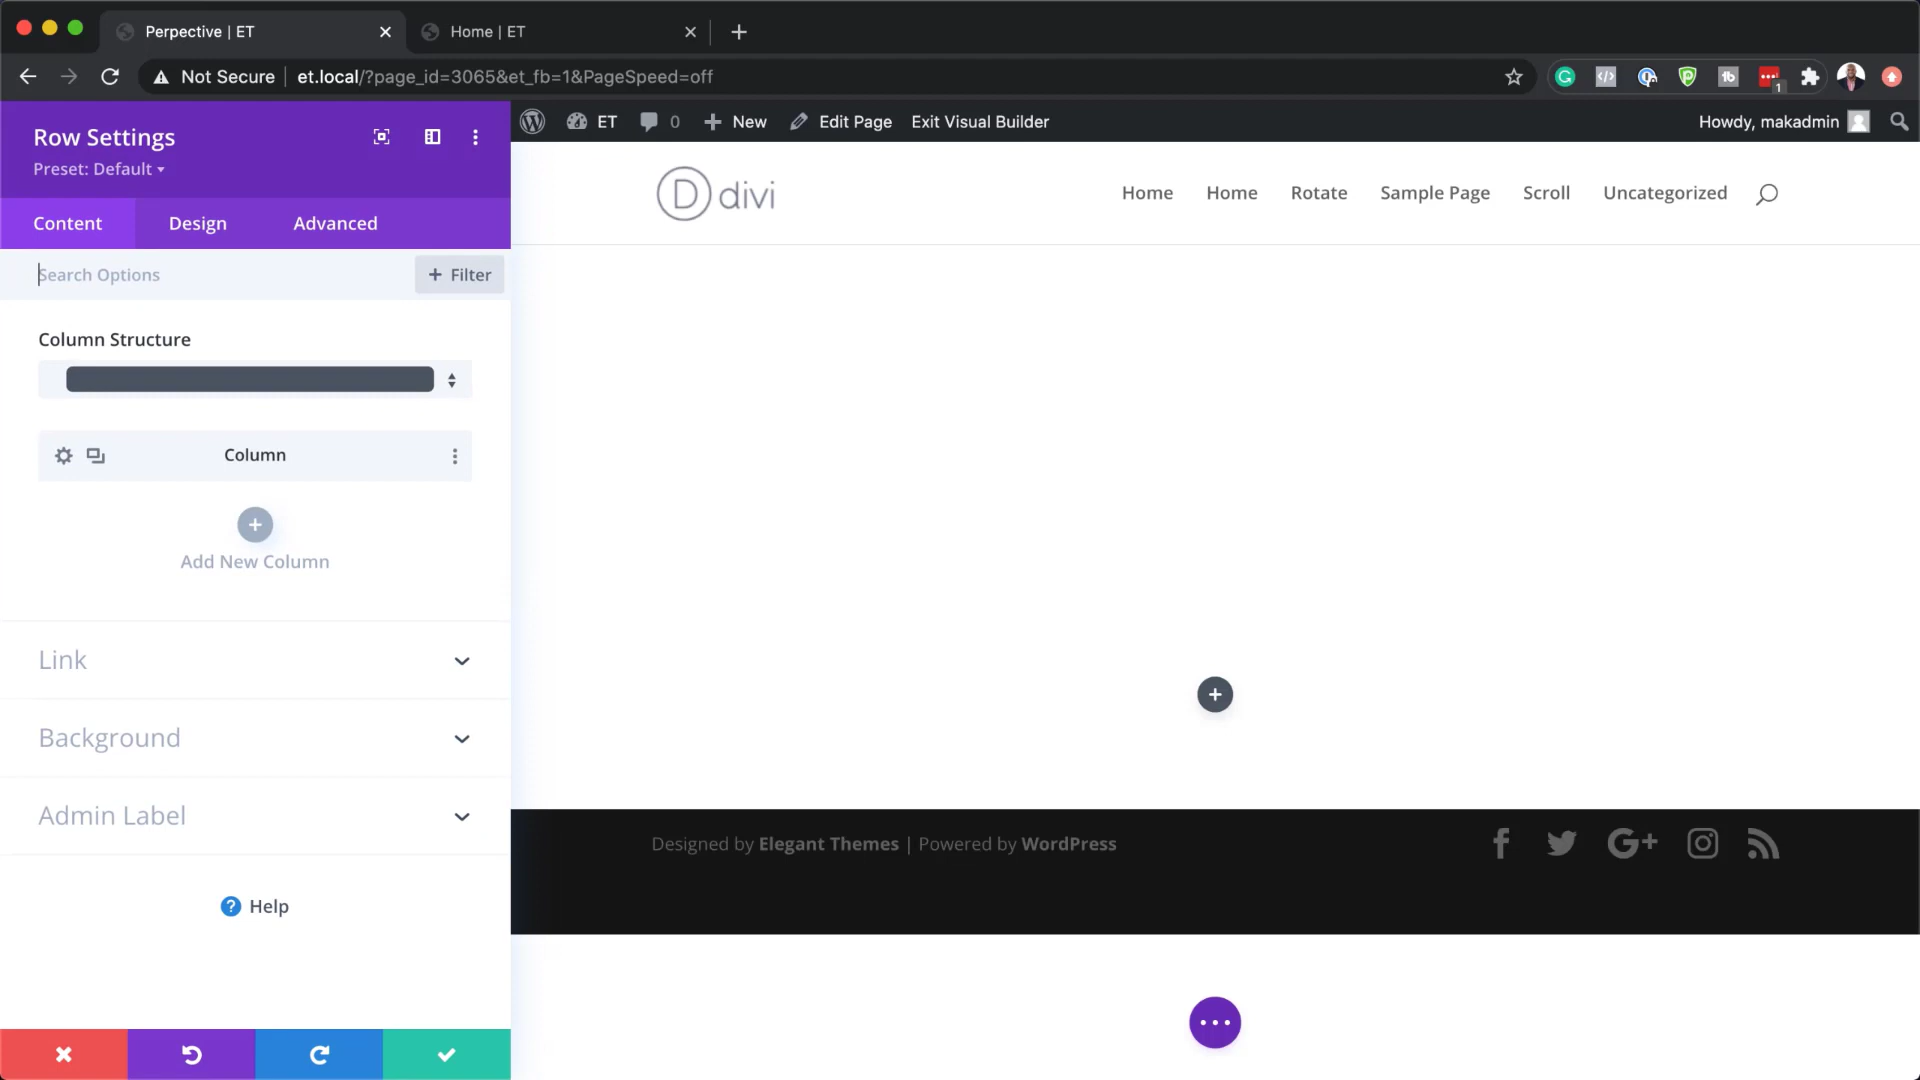 Perpective | ET
Home | ET
Not Secure
et.local/?page_id=3065&et_fb=1&PageSpeed=off
1
Row Settings
Preset: Default
ET
0
New
Edit Page
Exit Visual Builder
Howdy, makadmin
Content
Design
Advanced
D divi
Home
Home
Rotate
Sample Page
Scroll
Uncategorized
Search Options
+ Filter
Column Structure
Column
Add New Column
Link
Background
Admin Label
Designed by Elegant Themes | Powered by WordPress
G+
? Help